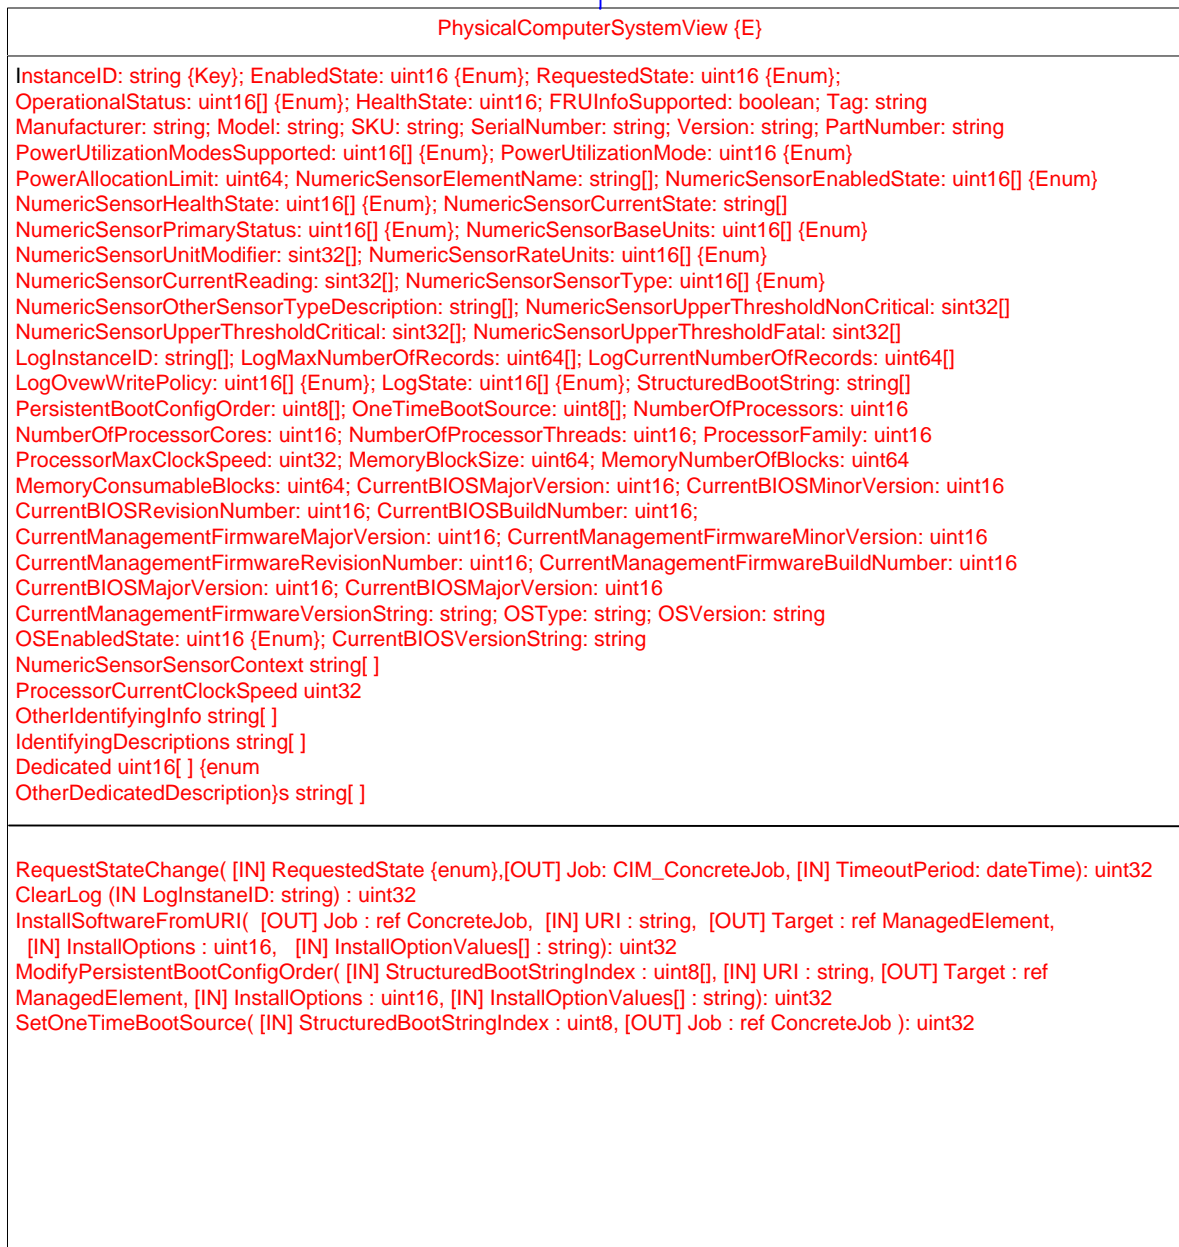 PhysicalComputerSystemView {E}
InstanceID: string {Key}; EnabledState: uint16 {Enum}; RequestedState: uint16 {Enum};
OperationalStatus: uint16[] {Enum}; HealthState: uint16; FRUInfoSupported: boolean; Tag: string
Manufacturer: string; Model: string; SKU: string; SerialNumber: string; Version: string; PartNumber: string
PowerUtilizationModesSupported: uint16[] {Enum}; PowerUtilizationMode: uint16 {Enum}
PowerAllocationLimit: uint64; NumericSensorElementName: string[]; NumericSensorEnabledState: uint16[] {Enum}
NumericSensorHealthState: uint16[] {Enum}; NumericSensorCurrentState: string[]
NumericSensorPrimaryStatus: uint16[] {Enum}; NumericSensorBaseUnits: uint16[] {Enum}
NumericSensorUnitModifier: sint32[]; NumericSensorRateUnits: uint16[] {Enum}
NumericSensorCurrentReading: sint32[]; NumericSensorSensorType: uint16[] {Enum}
NumericSensorOtherSensorTypeDescription: string[]; NumericSensorUpperThresholdNonCritical: sint32[]
NumericSensorUpperThresholdCritical: sint32[]; NumericSensorUpperThresholdFatal: sint32[]
LogInstanceID: string[]; LogMaxNumberOfRecords: uint64[]; LogCurrentNumberOfRecords: uint64[]
LogOvewWritePolicy: uint16[] {Enum}; LogState: uint16[] {Enum}; StructuredBootString: string[]
PersistentBootConfigOrder: uint8[]; OneTimeBootSource: uint8[]; NumberOfProcessors: uint16
NumberOfProcessorCores: uint16; NumberOfProcessorThreads: uint16; ProcessorFamily: uint16
ProcessorMaxClockSpeed: uint32; MemoryBlockSize: uint64; MemoryNumberOfBlocks: uint64
MemoryConsumableBlocks: uint64; CurrentBIOSMajorVersion: uint16; CurrentBIOSMinorVersion: uint16
CurrentBIOSRevisionNumber: uint16; CurrentBIOSBuildNumber: uint16;
CurrentManagementFirmwareMajorVersion: uint16; CurrentManagementFirmwareMinorVersion: uint16
CurrentManagementFirmwareRevisionNumber: uint16; CurrentManagementFirmwareBuildNumber: uint16
CurrentBIOSMajorVersion: uint16; CurrentBIOSMajorVersion: uint16
CurrentManagementFirmwareVersionString: string; OSType: string; OSVersion: string
OSEnabledState: uint16 {Enum}; CurrentBIOSVersionString: string
NumericSensorSensorContext string[ ]
ProcessorCurrentClockSpeed uint32
OtherIdentifyingInfo string[ ]
IdentifyingDescriptions string[ ]
Dedicated uint16[ ] {enum
OtherDedicatedDescription}s string[ ]
RequestStateChange( [IN] RequestedState {enum},[OUT] Job: CIM_ConcreteJob, [IN] TimeoutPeriod: dateTime): uint32
ClearLog (IN LogInstaneID: string) : uint32
InstallSoftwareFromURI( [OUT] Job : ref ConcreteJob, [IN] URI : string, [OUT] Target : ref ManagedElement,
[IN] InstallOptions : uint16, [IN] InstallOptionValues[] : string): uint32
ModifyPersistentBootConfigOrder( [IN] StructuredBootStringIndex : uint8[], [IN] URI : string, [OUT] Target : ref
ManagedElement, [IN] InstallOptions : uint16, [IN] InstallOptionValues[] : string): uint32
SetOneTimeBootSource( [IN] StructuredBootStringIndex : uint8, [OUT] Job : ref ConcreteJob ): uint32